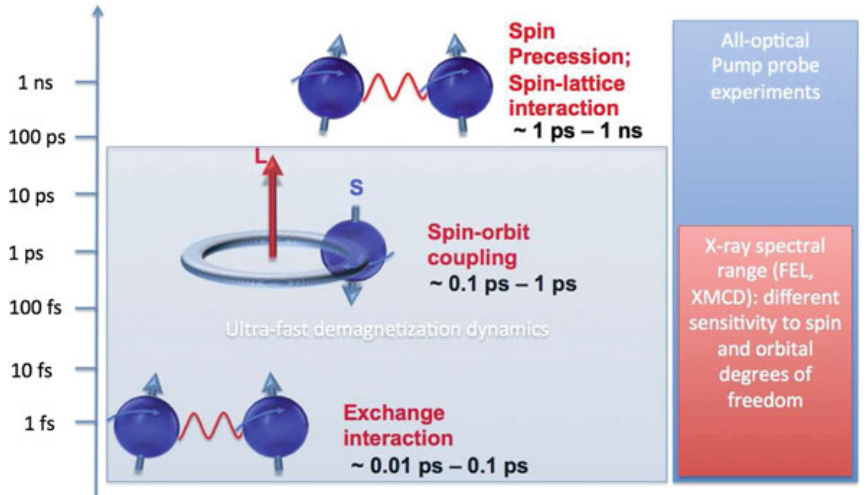 1 ns
100 ps
10 ps
1 ps
100 fs
10 fs
1 fs
Spin
Precession;
Spin-lattice
interaction
~ 1 ps – 1 ns
L
S
Spin-orbit
coupling
~ 0.1 ps – 1 ps
Ultra-fast demagnetization dynamics
Exchange
interaction
~ 0.01 ps – 0.1 ps
All-optical
Pump probe
experiments
X-ray spectral
range (FEL,
XMCD): different
sensitivity to spin
and orbital
degrees of
freedom